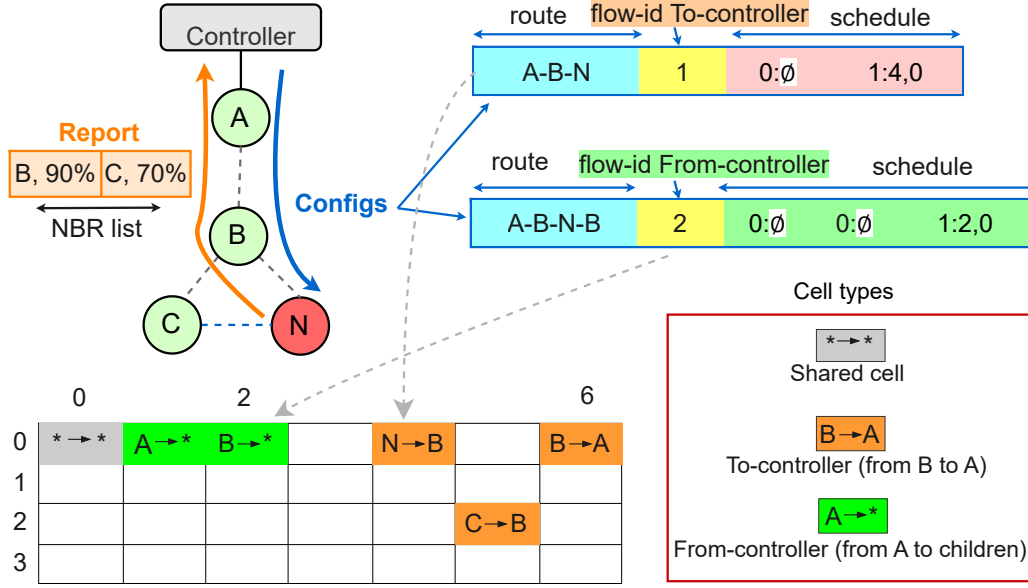 Controller
A
B
C
N
Report
B, 90% C, 70%
NBR list
Configs
route
flow-id To-controller
schedule
A-B-N
1
0:∅
1:4,0
route
flow-id From-controller
schedule
A-B-N-B
2
0:∅
0:∅
1:2,0
Cell types
*→*
Shared cell
B→A
To-controller (from B to A)
A→*
From-controller (from A to children)
0 2 6
0 *→* A→* B→* N→B B→A
1
2 C→B
3